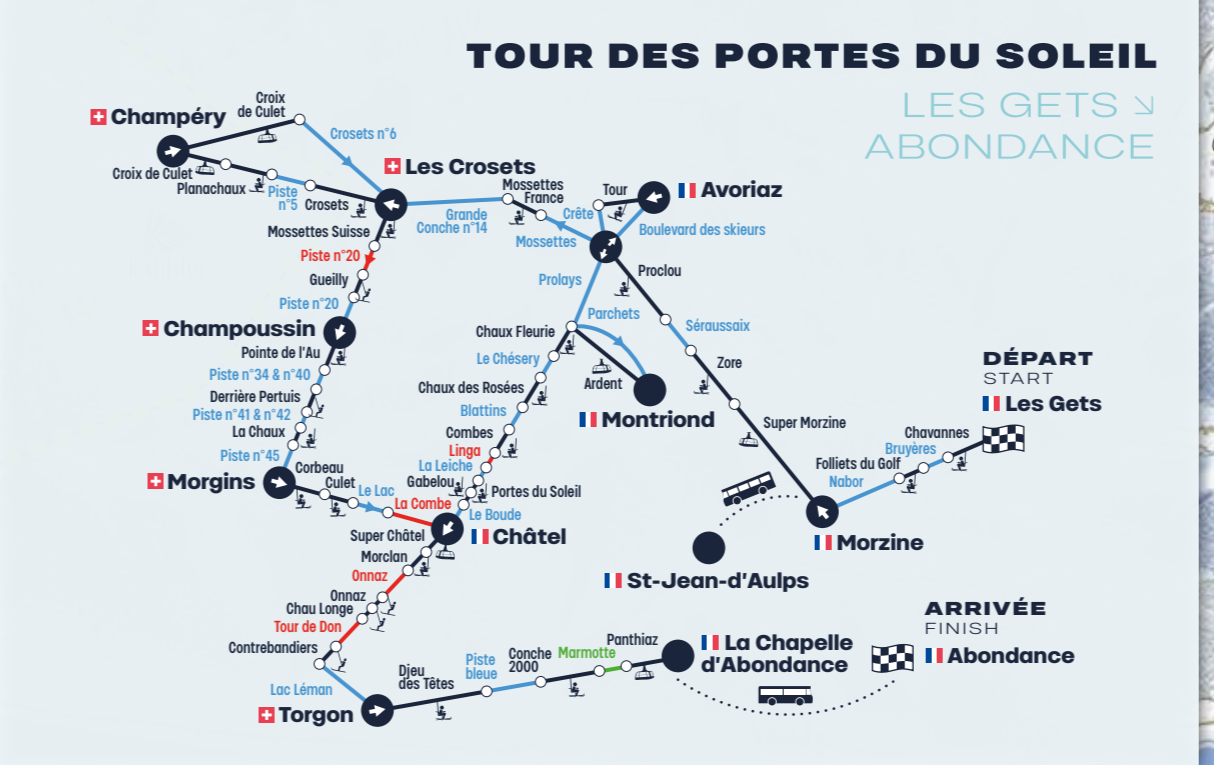 TOUR DES PORTES DU SOLEIL
LES GETS ↘
ABONDANCE
Croix
de Culet
Champéry
Crosets n°6
Croix de Culet
Planachaux
Piste
n°5
Crosets
Les Crosets
Mossettes
France
Grande
Conche n°14
Mossettes
Crête
Tour
Avoriaz
Boulevard des skieurs
Mossettes Suisse
Piste n°20
Gueilly
Piste n°20
Champoussin
Pointe de l'Au
Piste n°34 & n°40
Derrière Pertuis
Piste n°41 & n°42
La Chaux
Piste n°45
Morgins
Corbeau
Culet
Le Lac
La Combe
Prolays
Proclou
Parchets
Chaux Fleurie
Le Chésery
Ardent
Montriond
Chaux des Rosées
Blattins
Combes
Linga
La Leiche
Gabelou
Portes du Soleil
Le Boude
Châtel
Séraussaix
Zore
Super Morzine
DÉPART
START
Les Gets
Chavannes
Bruyères
Folliets du Golf
Nabor
Morzine
St-Jean-d'Aulps
Super Châtel
Morclan
Onnaz
Onnaz
Chau Longe
Tour de Don
Contrebandiers
Lac Léman
Torgon
Djeu
des Têtes
Piste
bleue
Conche
2000
Marmotte
Panthiaz
La Chapelle
d'Abondance
ARRIVÉE
FINISH
Abondance